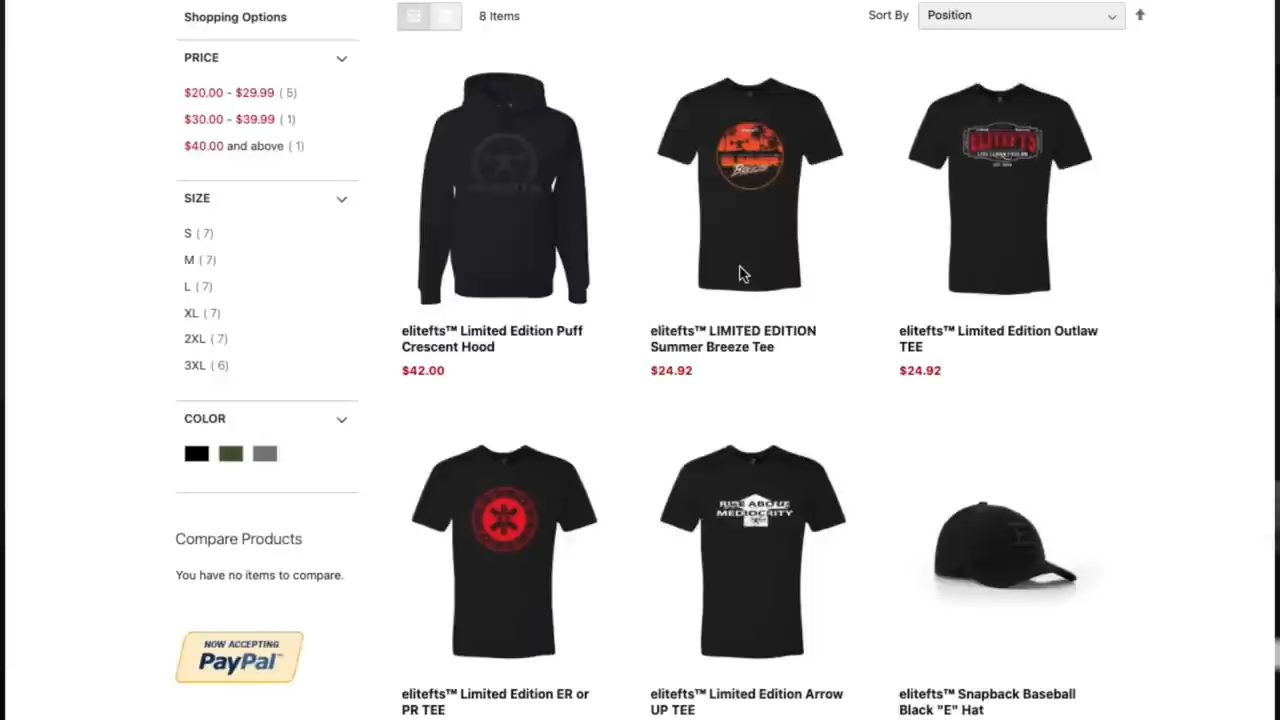 Shopping Options
8 Items
Sort By
Position
PRICE
$20.00 - $29.99 ( 5)
$30.00 - $39.99 ( 1)
$40.00 and above ( 1)
SIZE
S ( 7)
M ( 7)
L ( 7)
XL ( 7)
2XL ( 7)
3XL ( 6)
COLOR
Compare Products
You have no items to compare.
NOW ACCEPTING
PayPal
Breeze
ELITEFTS
elitefts™ Limited Edition Puff
Crescent Hood
$42.00
elitefts™ LIMITED EDITION
Summer Breeze Tee
$24.92
elitefts™ Limited Edition Outlaw
TEE
$24.92
RISE ABOVE
MEDIOCRITY
E
elitefts™ Limited Edition ER or
PR TEE
elitefts™ Limited Edition Arrow
UP TEE
elitefts™ Snapback Baseball
Black "E" Hat